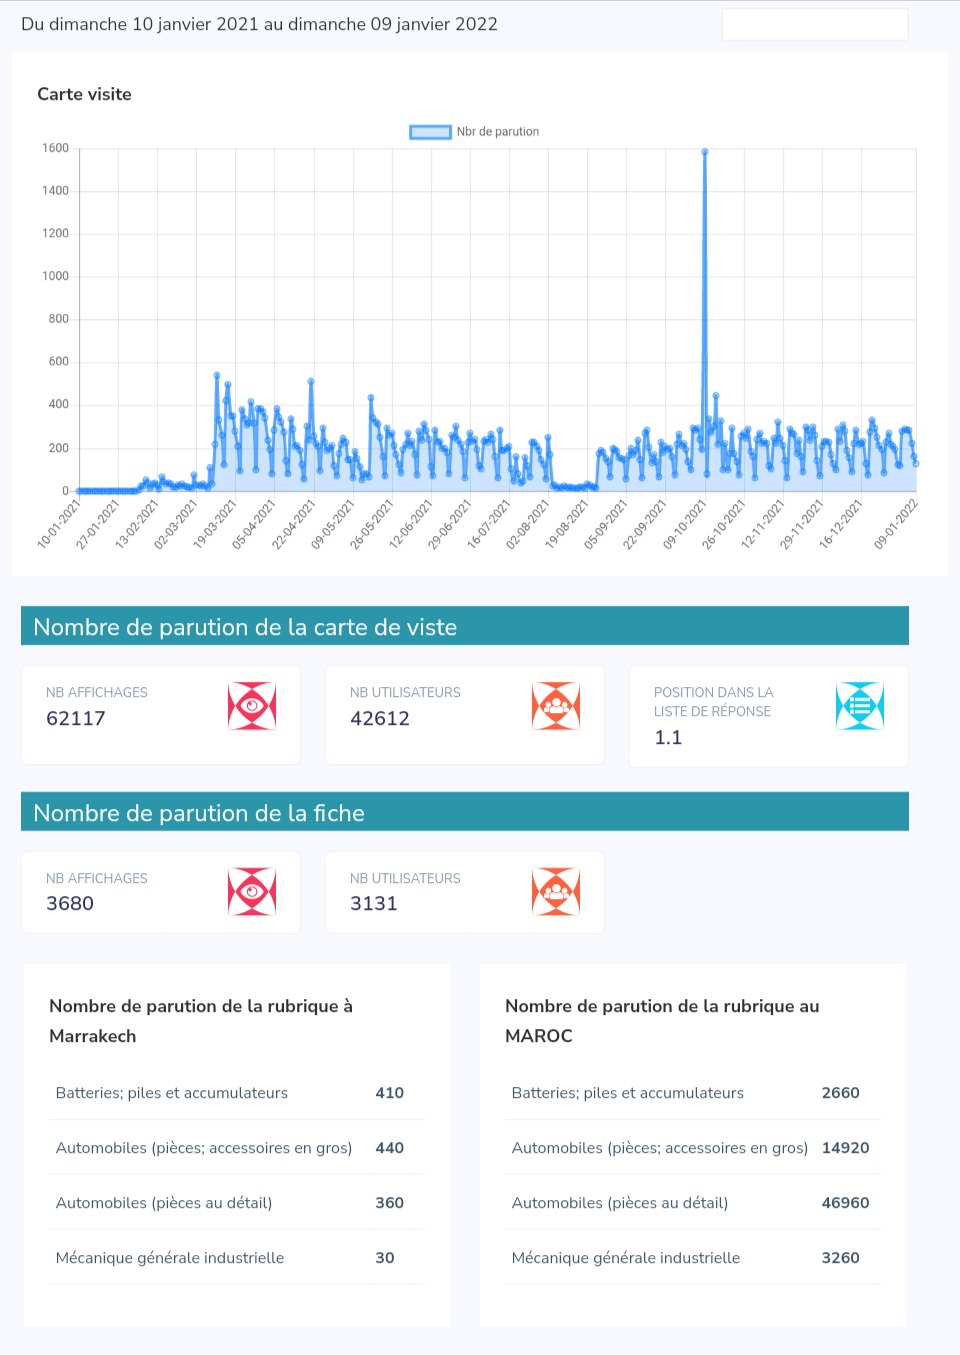 Du dimanche 10 janvier 2021 au dimanche 09 janvier 2022
Carte visite
Nbr de parution
1600
1400
1200
1000
800
600
400
200
0
10-01-2021
27-01-2021
13-02-2021
02-03-2021
19-03-2021
05-04-2021
22-04-2021
09-05-2021
26-05-2021
12-06-2021
29-06-2021
16-07-2021
02-08-2021
19-08-2021
05-09-2021
22-09-2021
09-10-2021
26-10-2021
12-11-2021
29-11-2021
16-12-2021
09-01-2022
Nombre de parution de la carte de viste
NB AFFICHAGES
62117
NB UTILISATEURS
42612
POSITION DANS LA
LISTE DE RÉPONSE
1.1
Nombre de parution de la fiche
NB AFFICHAGES
3680
NB UTILISATEURS
3131
Nombre de parution de la rubrique à
Marrakech
Batteries; piles et accumulateurs 410
Automobiles (pièces; accessoires en gros) 440
Automobiles (pièces au détail) 360
Mécanique générale industrielle 30
Nombre de parution de la rubrique au
MAROC
Batteries; piles et accumulateurs 2660
Automobiles (pièces; accessoires en gros) 14920
Automobiles (pièces au détail) 46960
Mécanique générale industrielle 3260